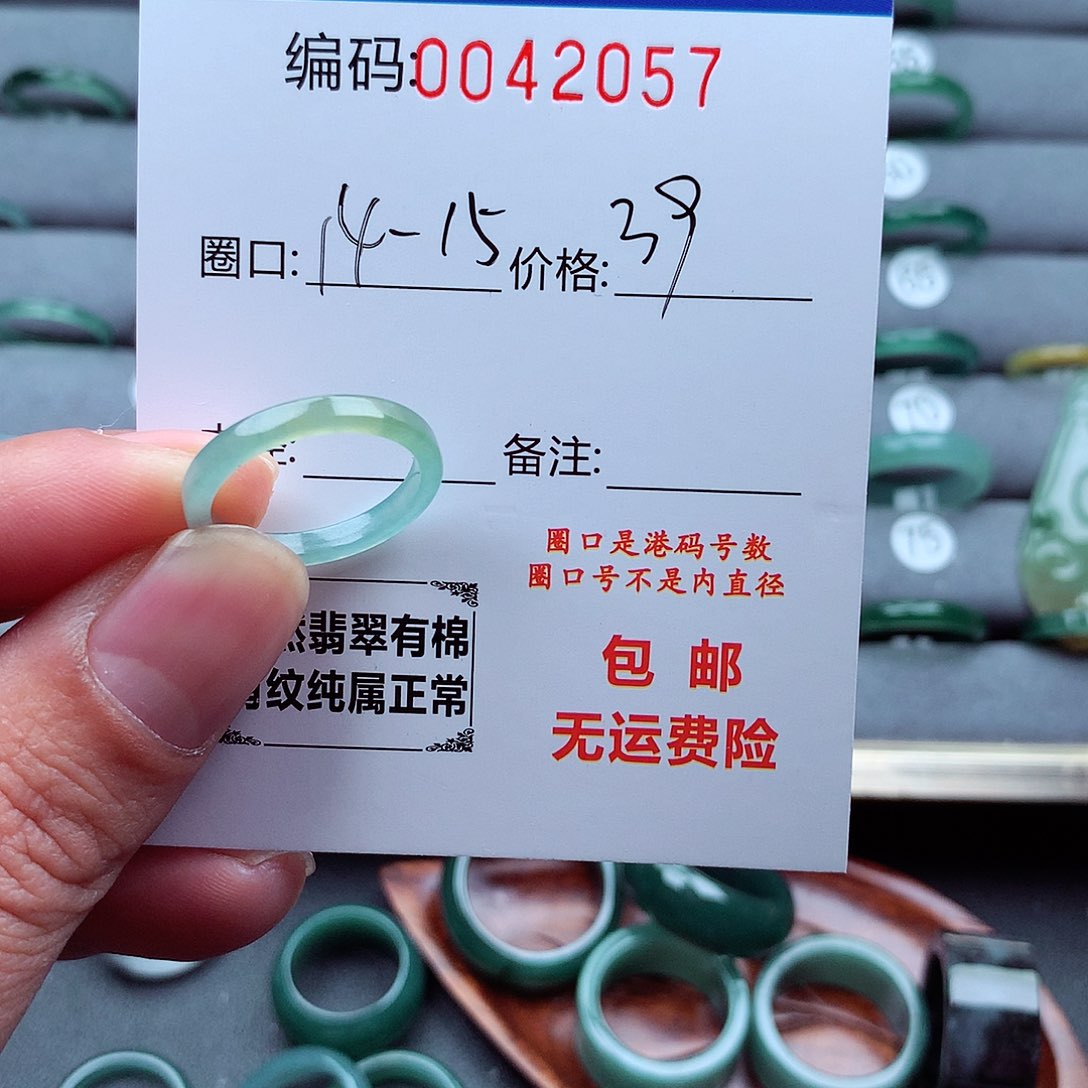 编码:0042057
圈口: 14-15 价格: 39
备注:
圈口是港码号数
圈口号不是内直径
然翡翠有棉
纹纯属正常
包邮
无运费险